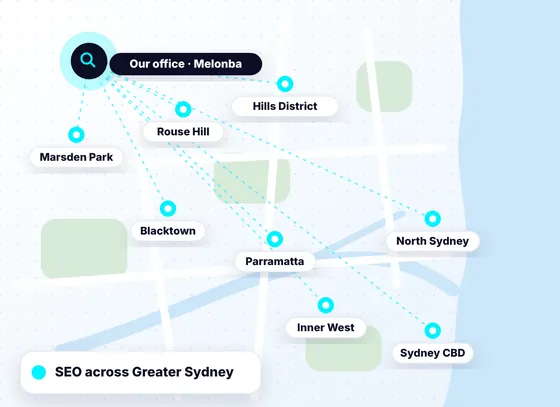 Our office · Melonba
Hills District
Rouse Hill
Marsden Park
Blacktown
North Sydney
Parramatta
Inner West
Sydney CBD
SEO across Greater Sydney